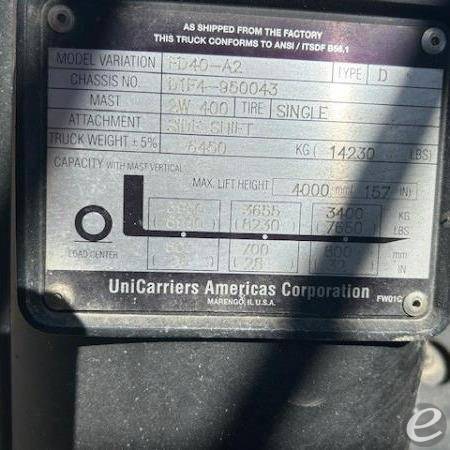 AS SHIPPED FROM THE FACTORY
THIS TRUCK CONFORMS TO ANSI / ITSDF B56.1
MODEL VARIATION FD40-A2 TYPE D
CHASSIS NO. D1F4-950043
MAST 2W 400 TIRE SINGLE
ATTACHMENT SIDE SHIFT
TRUCK WEIGHT ± 5% 6450 KG ( 14230 LBS)
CAPACITY WITH MAST VERTICAL
MAX. LIFT HEIGHT 4000 mm( 157 IN)
3655 3400 KG
(8230) (7650) LBS
LOAD CENTER 700 800 mm
(28) IN
UniCarriers Americas Corporation
MARENGO, IL U.S.A. FW01C
e